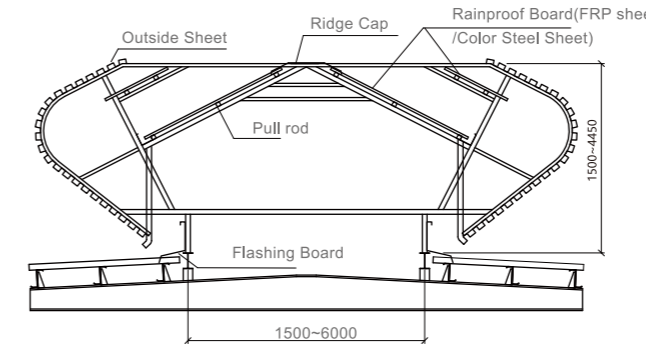 Rainproof Board(FRP shee
Ridge Cap
/Color Steel Sheet)
Outside Sheet
Pull rod
1500~4450
Flashing Board
1500~6000